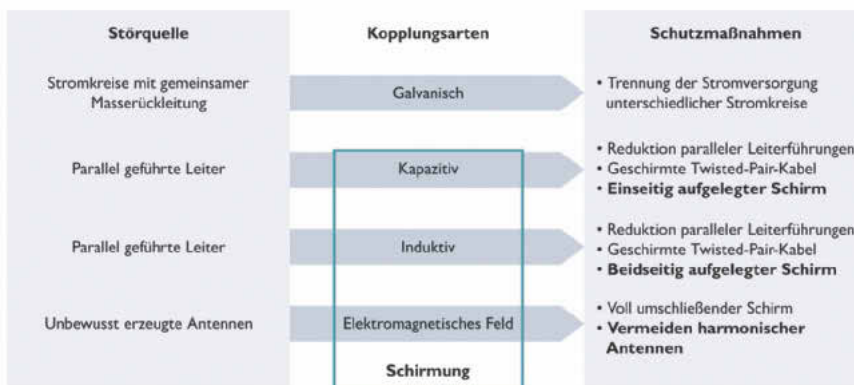 Störquelle
Kopplungsarten
Schutzmaßnahmen
Stromkreise mit gemeinsamer
Masserückleitung
Galvanisch
• Trennung der Stromversorgung
unterschiedlicher Stromkreise
Parallel geführte Leiter
Kapazitiv
• Reduktion paralleler Leiterführungen
• Geschirmte Twisted-Pair-Kabel
• Einseitig aufgelegter Schirm
Parallel geführte Leiter
Induktiv
• Reduktion paralleler Leiterführungen
• Geschirmte Twisted-Pair-Kabel
• Beidseitig aufgelegter Schirm
Unbewusst erzeugte Antennen
Elektromagnetisches Feld
• Voll umschließender Schirm
• Vermeiden harmonischer
Antennen
Schirmung